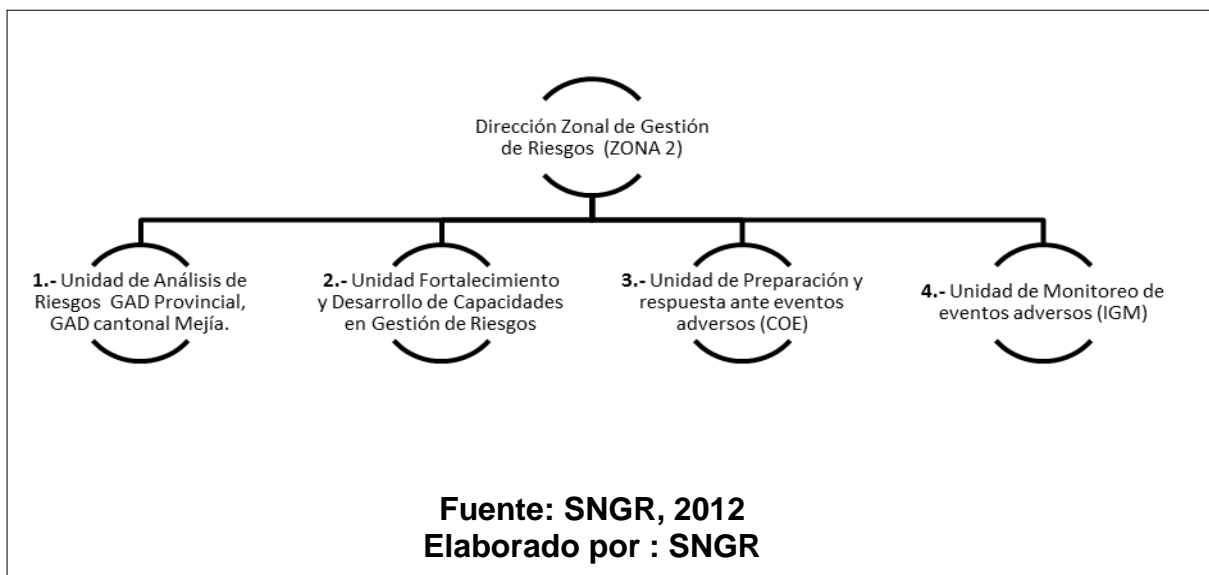 Dirección Zonal de Gestión
de Riesgos (ZONA 2)
1.- Unidad de Análisis de
Riesgos GAD Provincial,
GAD cantonal Mejía.
2.- Unidad Fortalecimiento
y Desarrollo de Capacidades
en Gestión de Riesgos
3.- Unidad de Preparación y
respuesta ante eventos
adversos (COE)
4.- Unidad de Monitoreo de
eventos adversos (IGM)
Fuente: SNGR, 2012
Elaborado por : SNGR